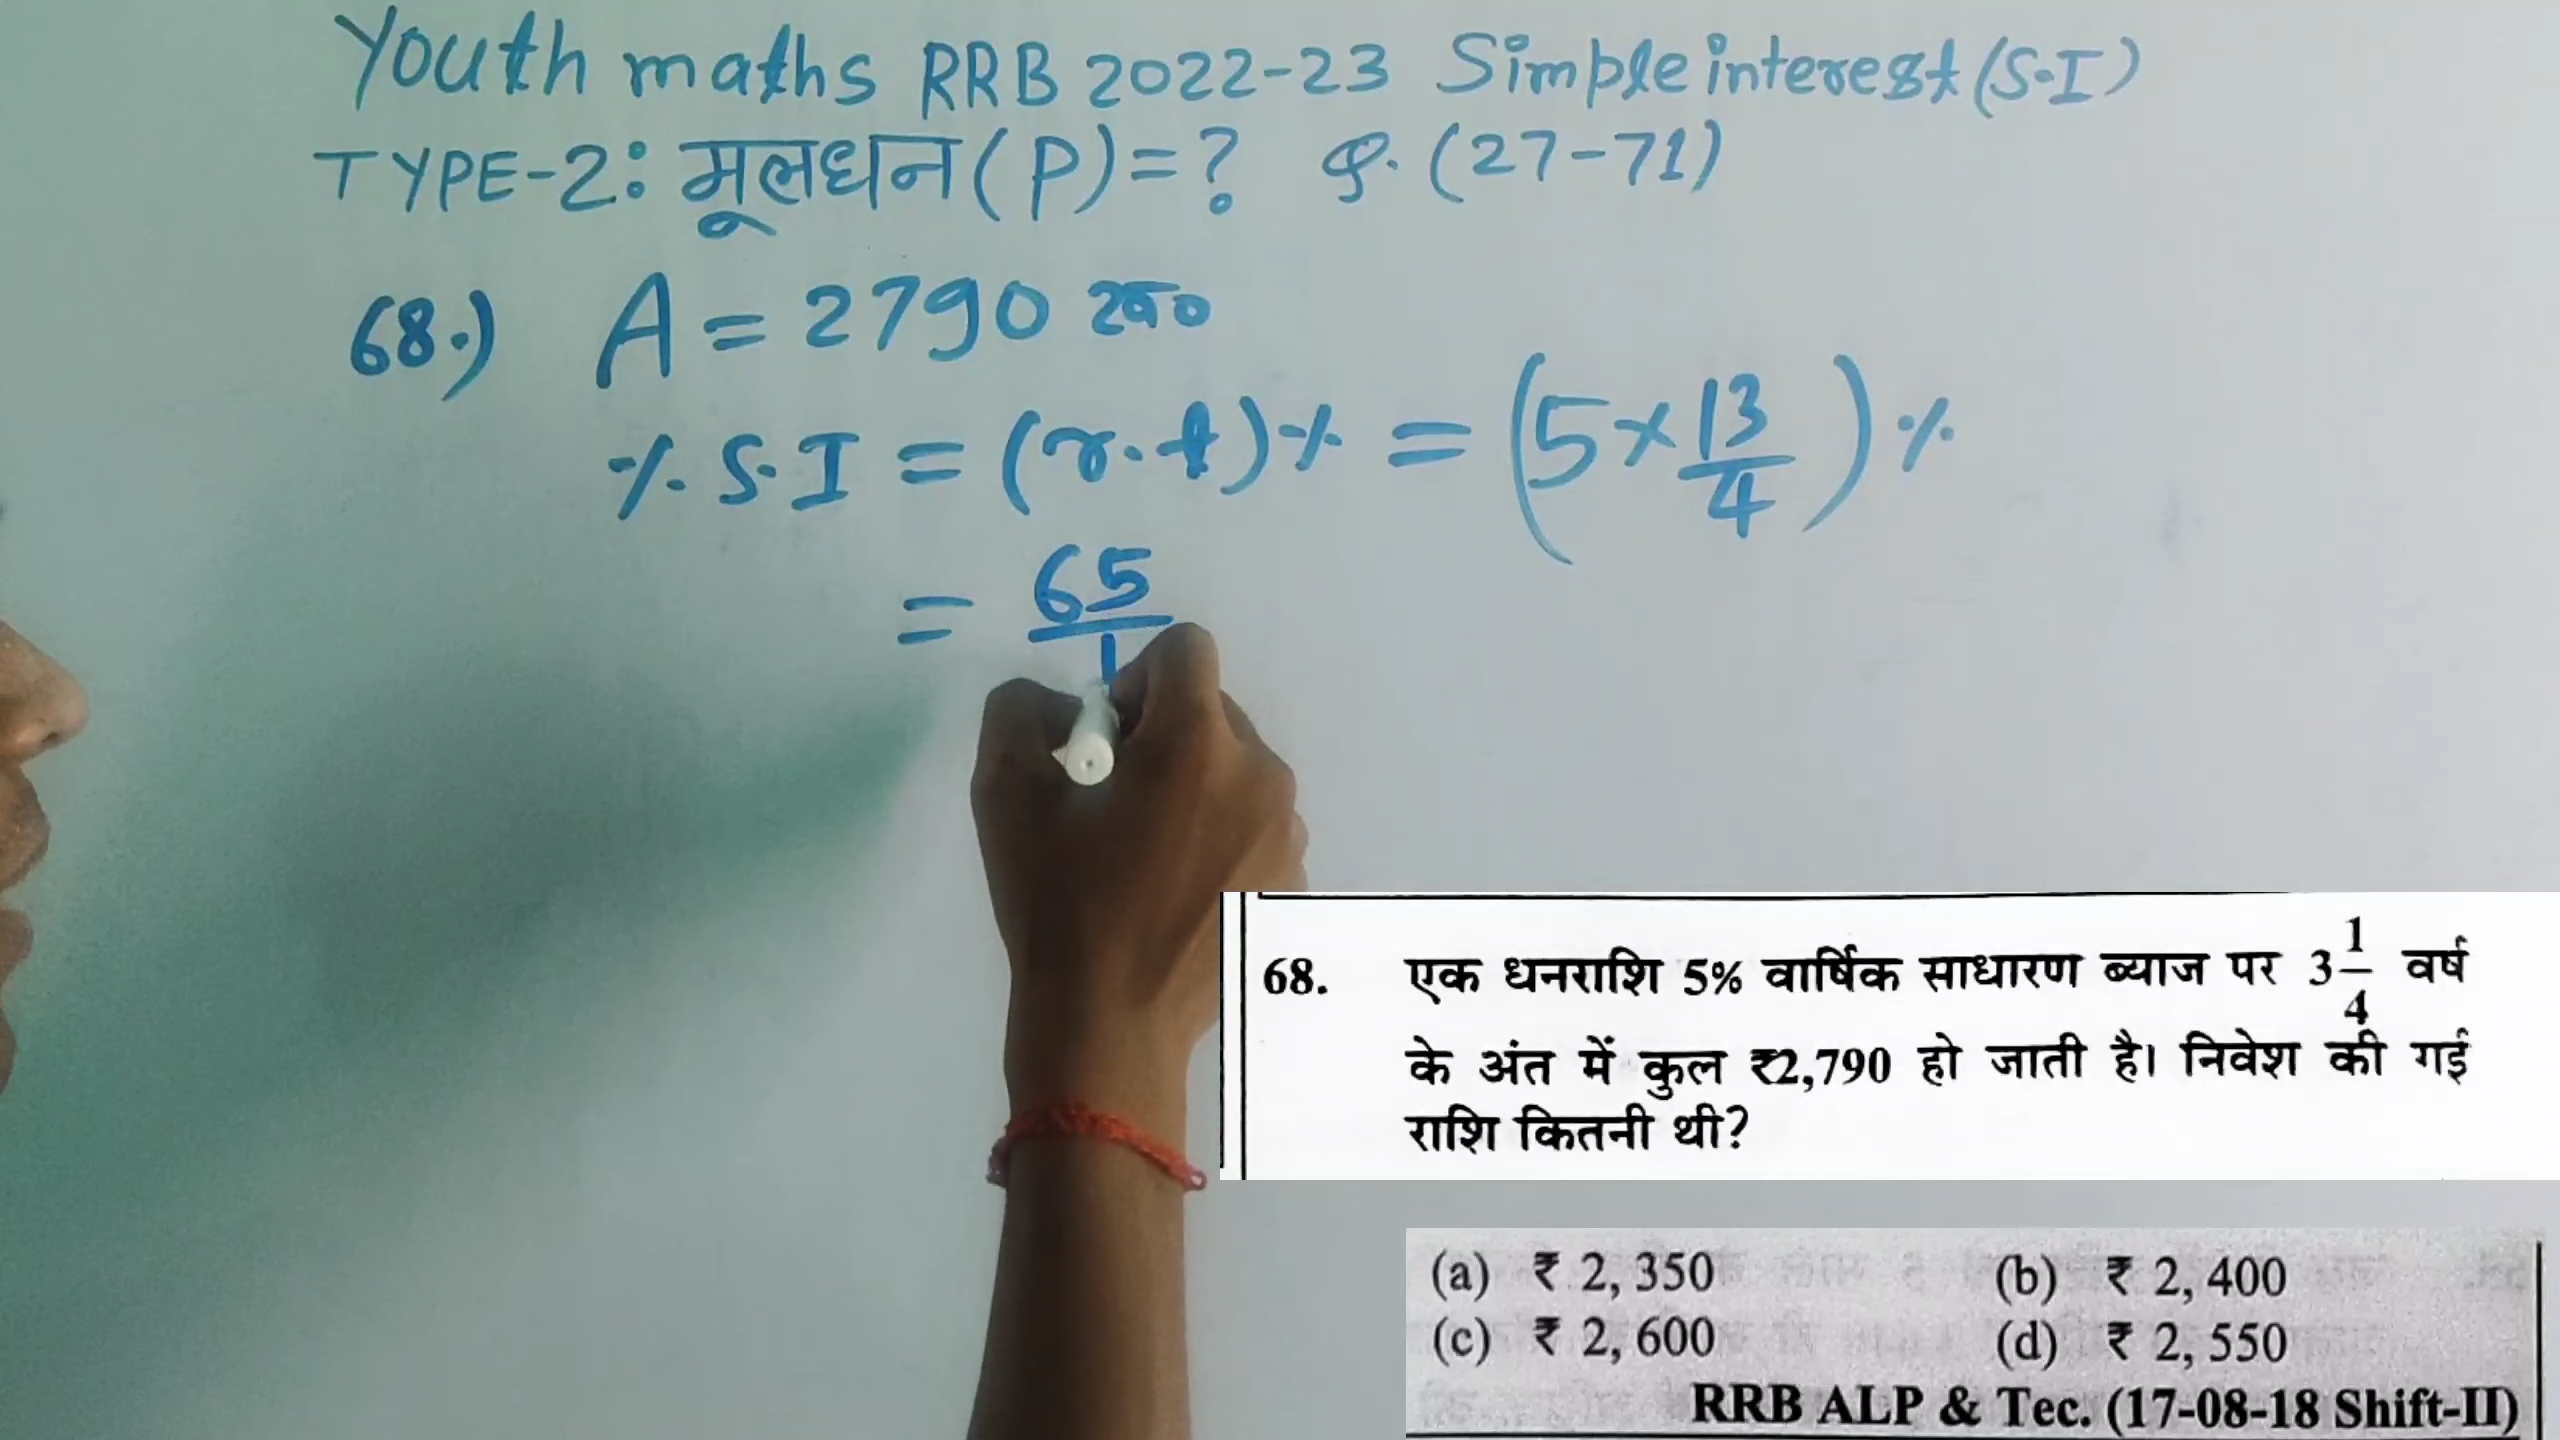 Youth maths RRB 2022-23 Simple interest (S.I)
TYPE-2: मूलधन (P) = ? Q. (27-71)
68.) A = 2790 रु०
% S.I = (r.t)% = (5 × 13/4)%
= 65/1
68. एक धनराशि 5% वार्षिक साधारण ब्याज पर 3 1/4 वर्ष
के अंत में कुल ₹2,790 हो जाती है। निवेश की गई
राशि कितनी थी?
(a) ₹ 2, 350 (b) ₹ 2, 400
(c) ₹ 2, 600 (d) ₹ 2, 550
RRB ALP & Tec. (17-08-18 Shift-II)